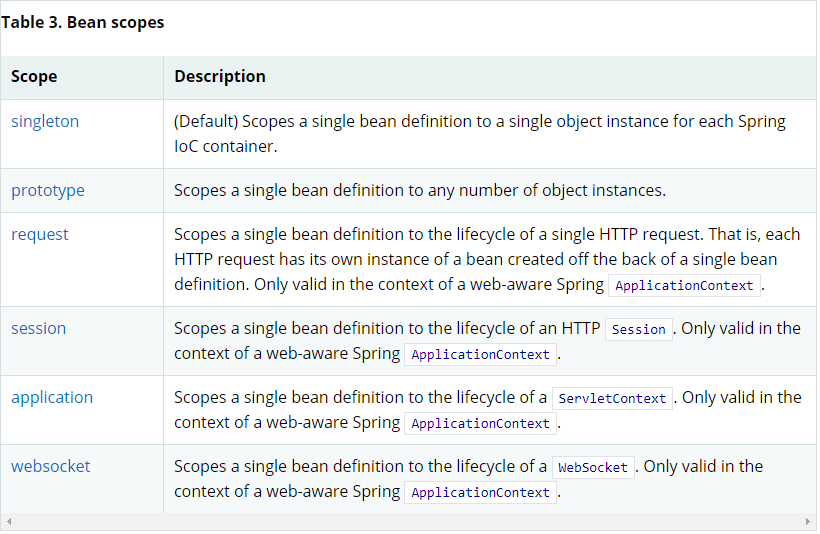 Table 3. Bean scopes
Scope Description
singleton (Default) Scopes a single bean definition to a single object instance for each Spring
IoC container.
prototype Scopes a single bean definition to any number of object instances.
request Scopes a single bean definition to the lifecycle of a single HTTP request. That is, each
HTTP request has its own instance of a bean created off the back of a single bean
definition. Only valid in the context of a web-aware Spring ApplicationContext.
session Scopes a single bean definition to the lifecycle of an HTTP Session. Only valid in the
context of a web-aware Spring ApplicationContext.
application Scopes a single bean definition to the lifecycle of a ServletContext. Only valid in the
context of a web-aware Spring ApplicationContext.
websocket Scopes a single bean definition to the lifecycle of a WebSocket. Only valid in the
context of a web-aware Spring ApplicationContext.